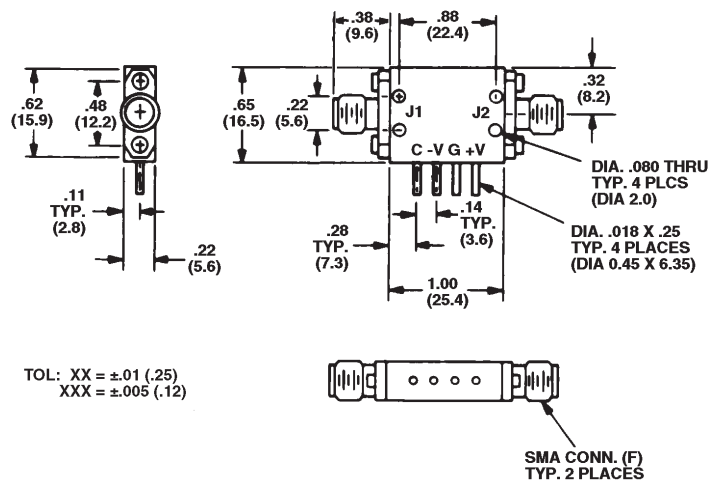 .38
(9.6)
.88
(22.4)
.62
(15.9)
.48
(12.2)
.65
(16.5)
.22
(5.6)
J1
J2
.32
(8.2)
C -V G +V
DIA. .080 THRU
TYP. 4 PLCS
(DIA 2.0)
.11
TYP.
(2.8)
.14
TYP.
(3.6)
.28
TYP.
(7.3)
DIA. .018 X .25
TYP. 4 PLACES
(DIA 0.45 X 6.35)
.22
(5.6)
1.00
(25.4)
TOL: XX = ±.01 (.25)
XXX = ±.005 (.12)
SMA CONN. (F)
TYP. 2 PLACES